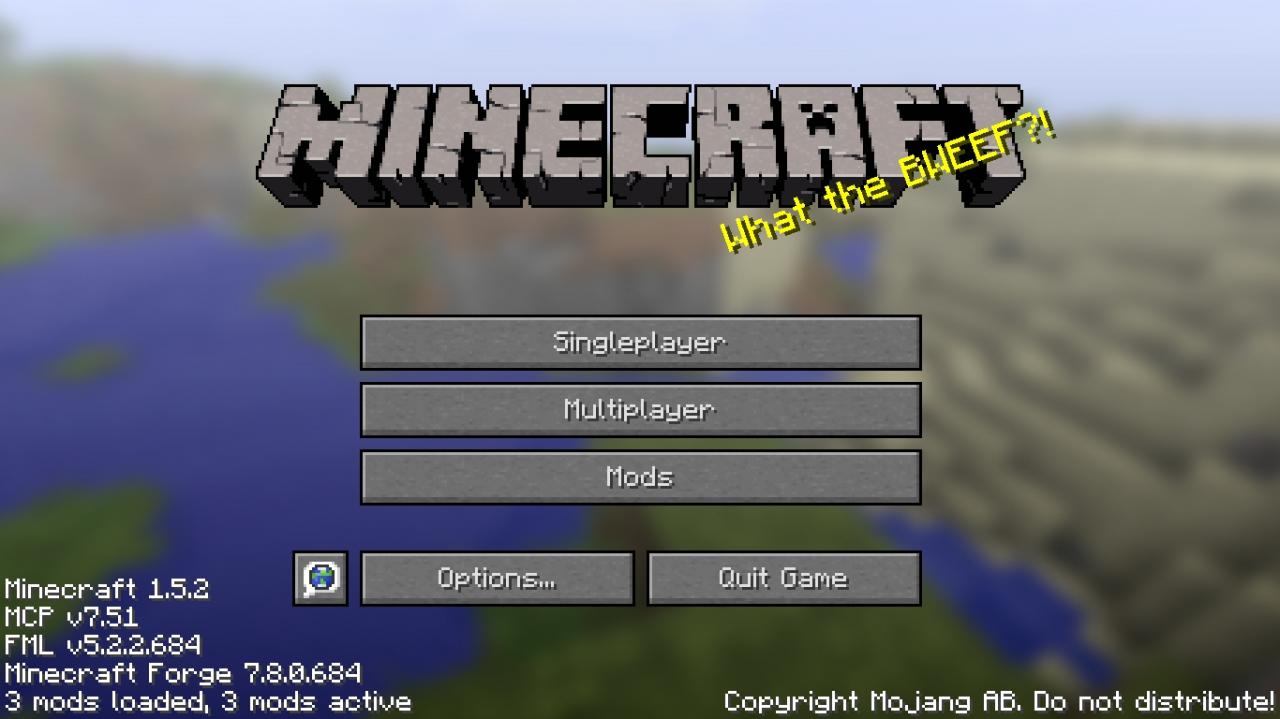 MINECRAFT
What the GWEEF?!
Singleplayer
Multiplayer
Mods
Options...
Quit Game
Minecraft 1.5.2
MCP v7.51
FML v5.2.2.684
Minecraft Forge 7.8.0.684
3 mods loaded, 3 mods active
Copyright Mojang AB. Do not distribute!